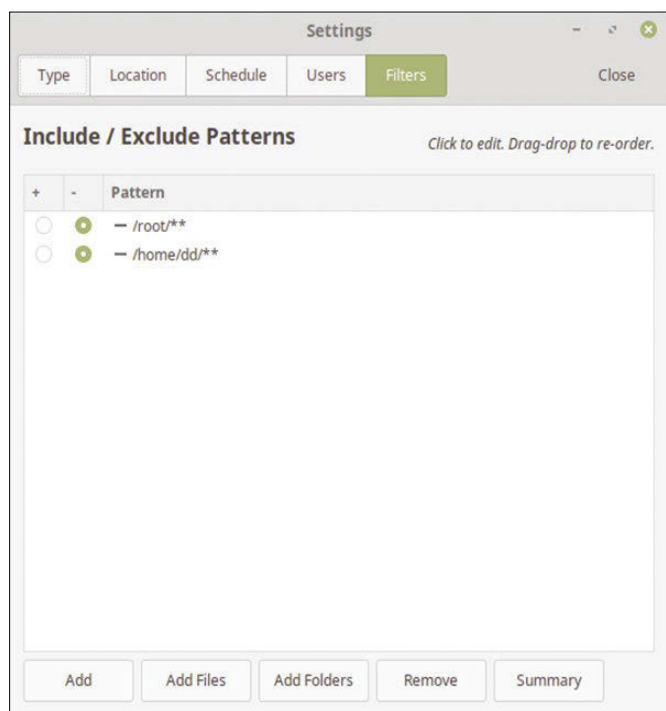 Settings
Type Location Schedule Users Filters Close
Include / Exclude Patterns Click to edit. Drag-drop to re-order.
+ - Pattern
— /root/**
— /home/dd/**
Add Add Files Add Folders Remove Summary